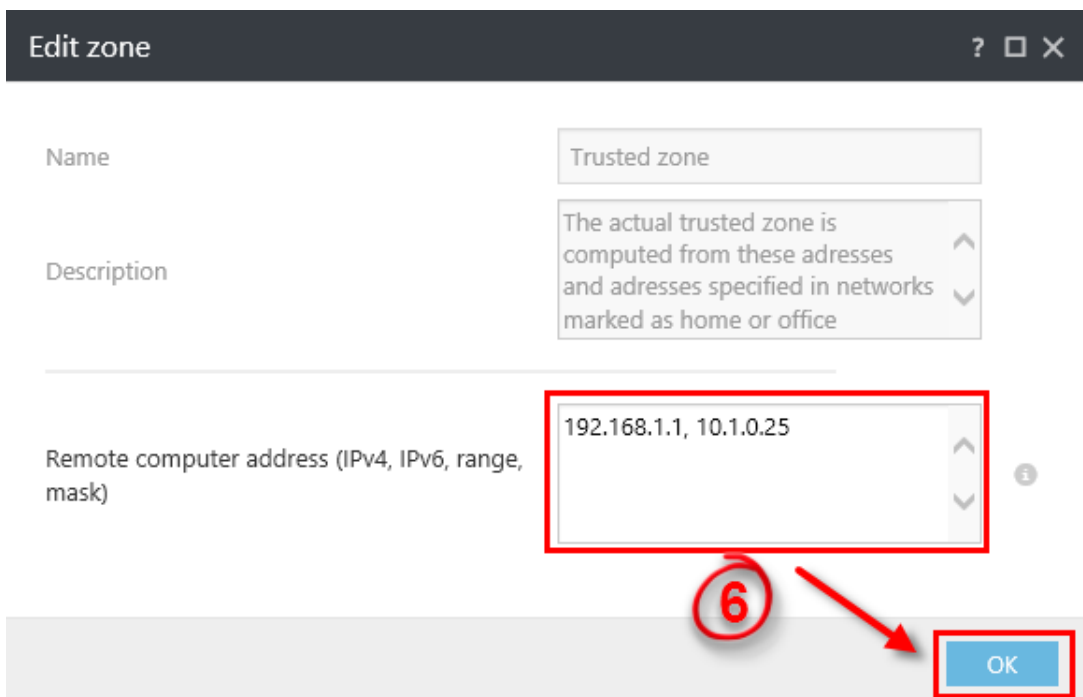 Edit zone ?
Name Trusted zone
Description
The actual trusted zone is
computed from these adresses
and adresses specified in networks
marked as home or office
Remote computer address (IPv4, IPv6, range,
mask)
192.168.1.1, 10.1.0.25
i
6
OK